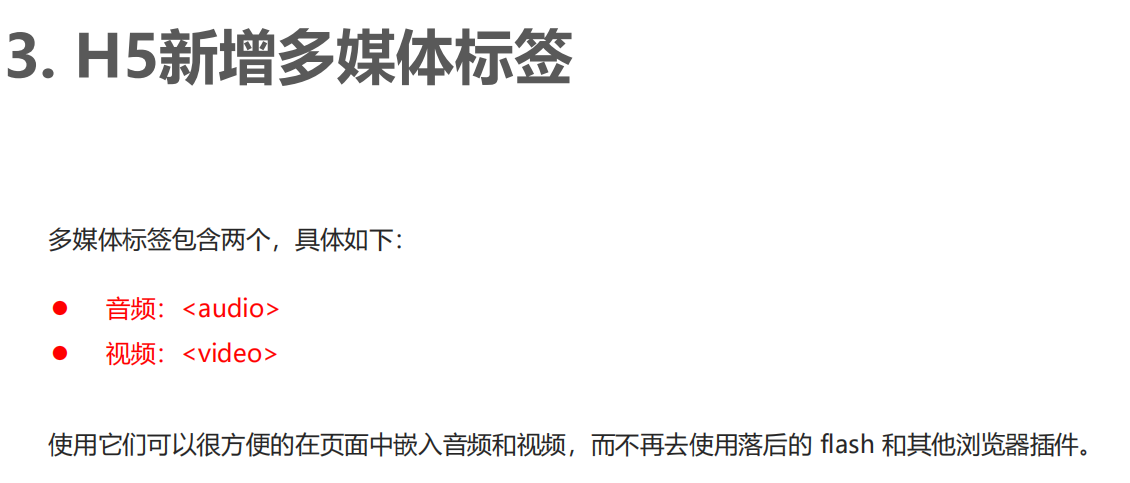 3. H5新增多媒体标签
多媒体标签包含两个，具体如下：
● 音频：<audio>
● 视频：<video>
使用它们可以很方便的在页面中嵌入音频和视频，而不再去使用落后的 flash 和其他浏览器插件。